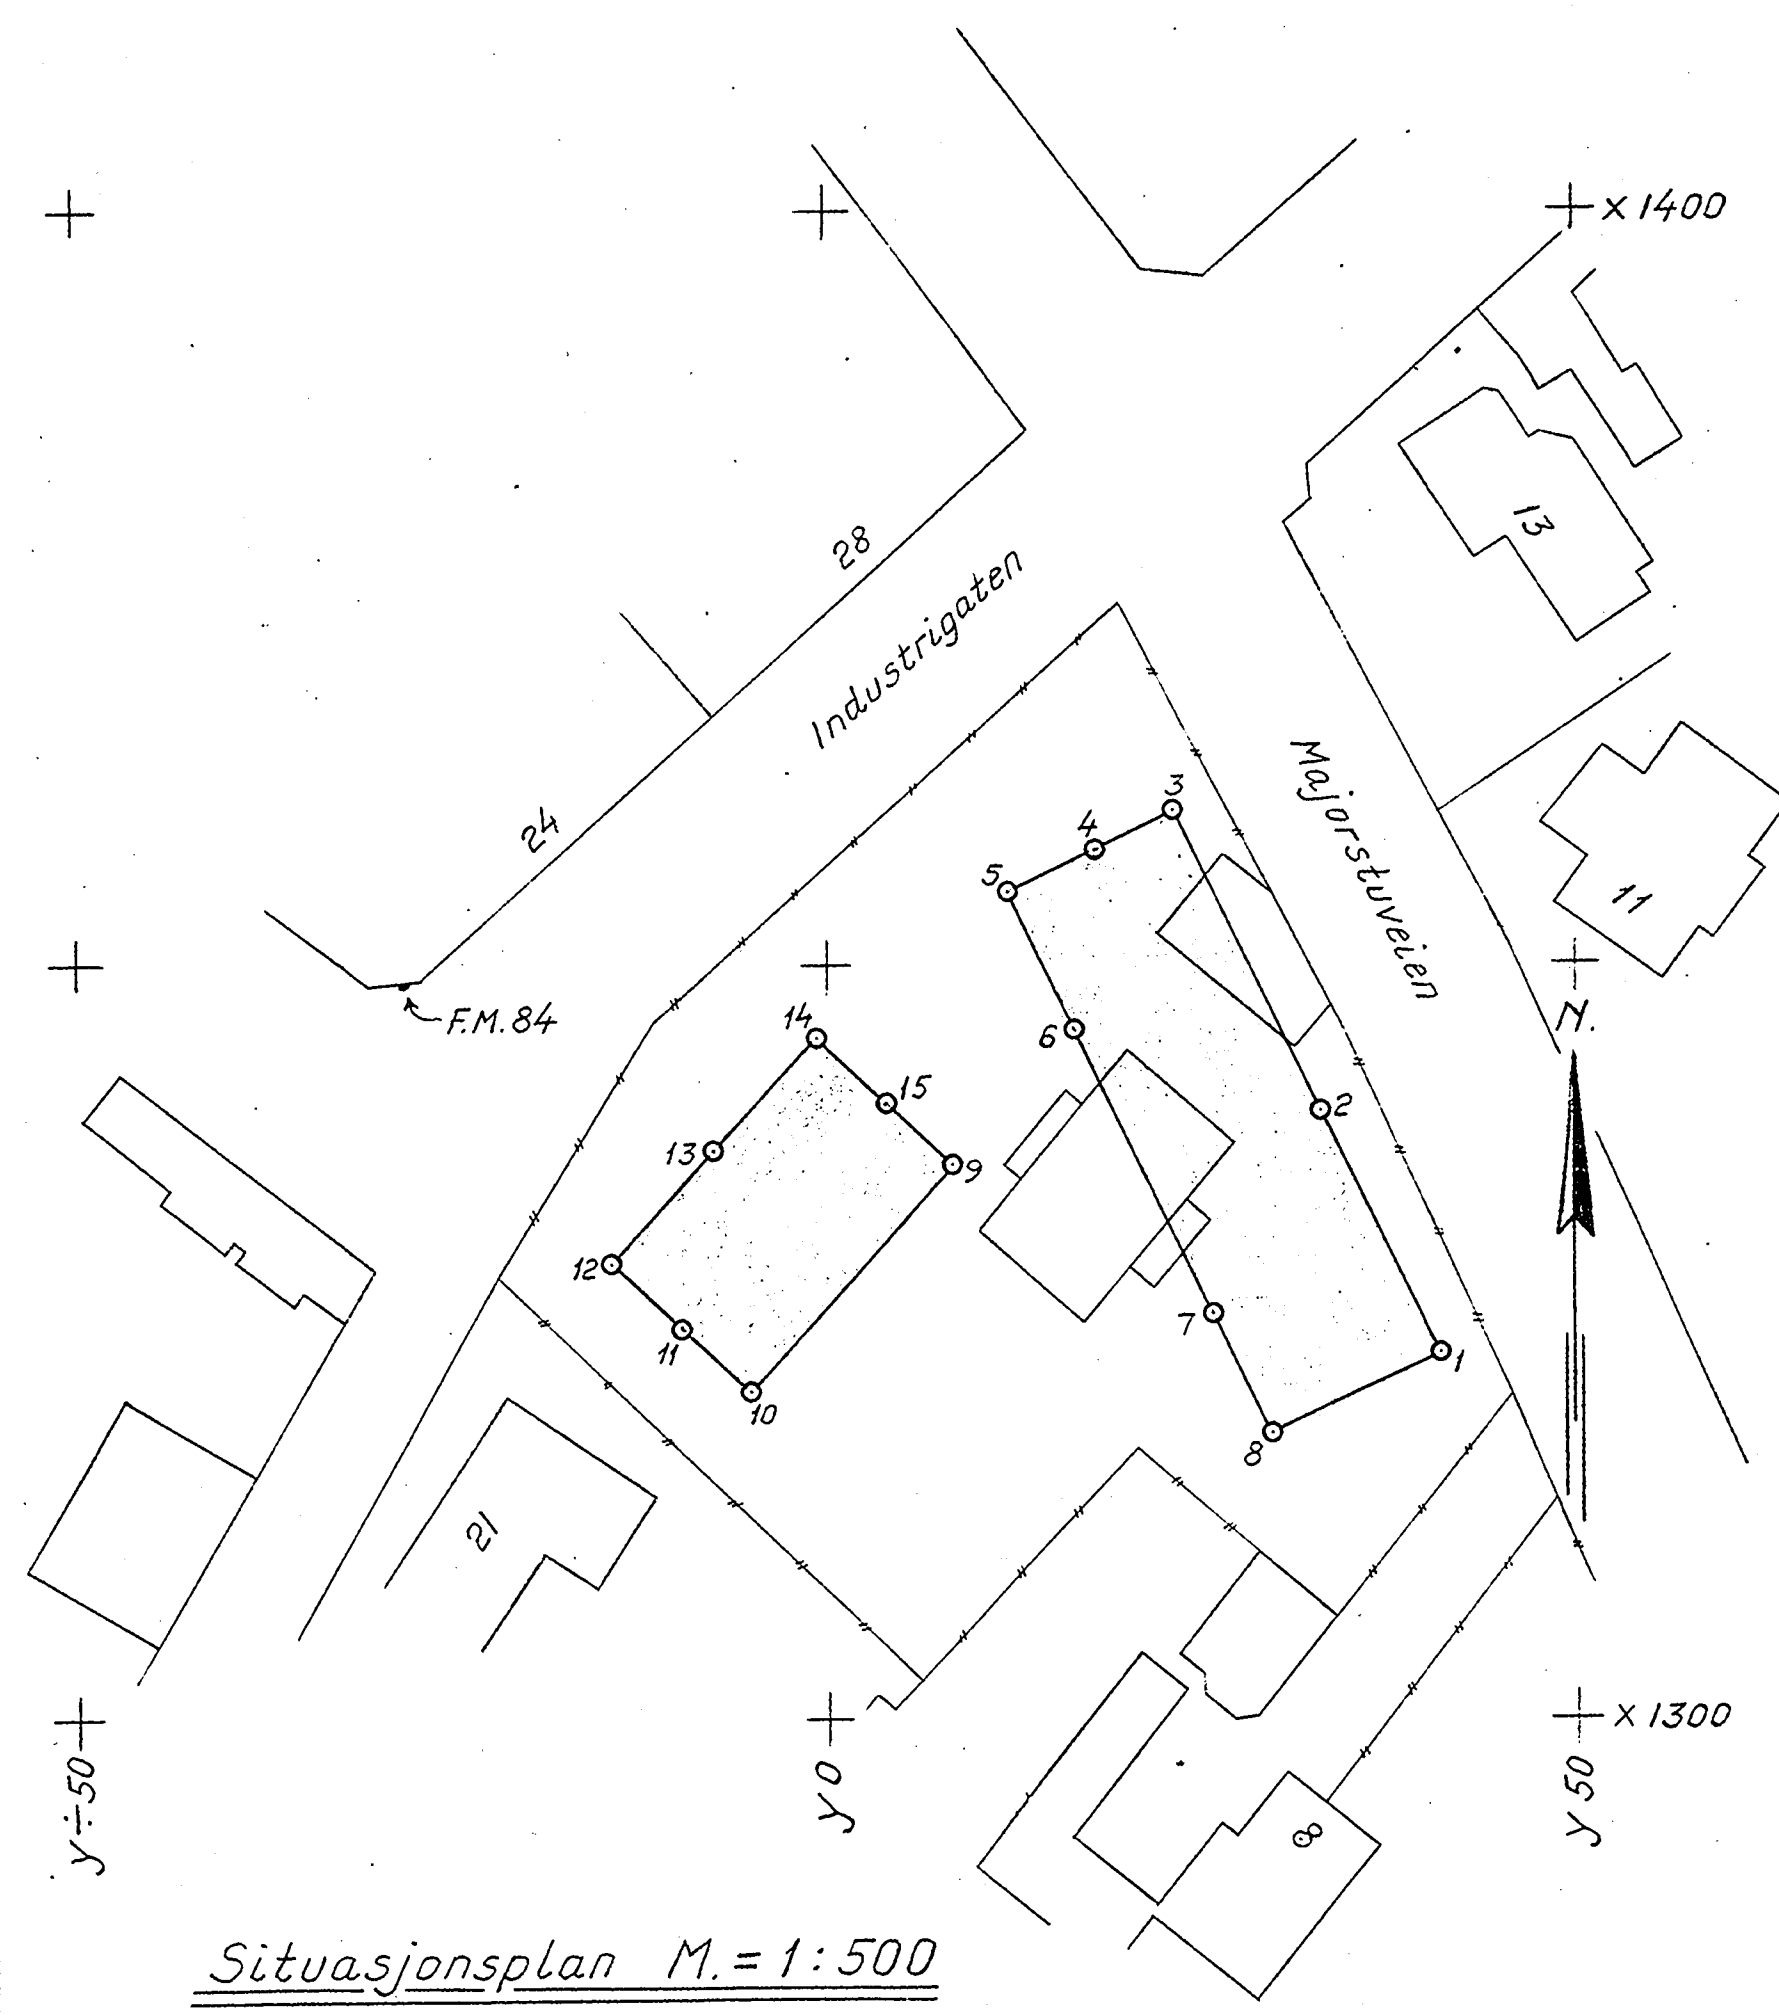 x 1400
13
28
Industrigaten
24
Majorstuveien
3
4
5
11
F.M. 84
N.
14
6
15
2
13
9
12
7
1
11
10
8
21
x 1300
y÷50
y 0
y 50
8
Situasjonsplan M. = 1:500